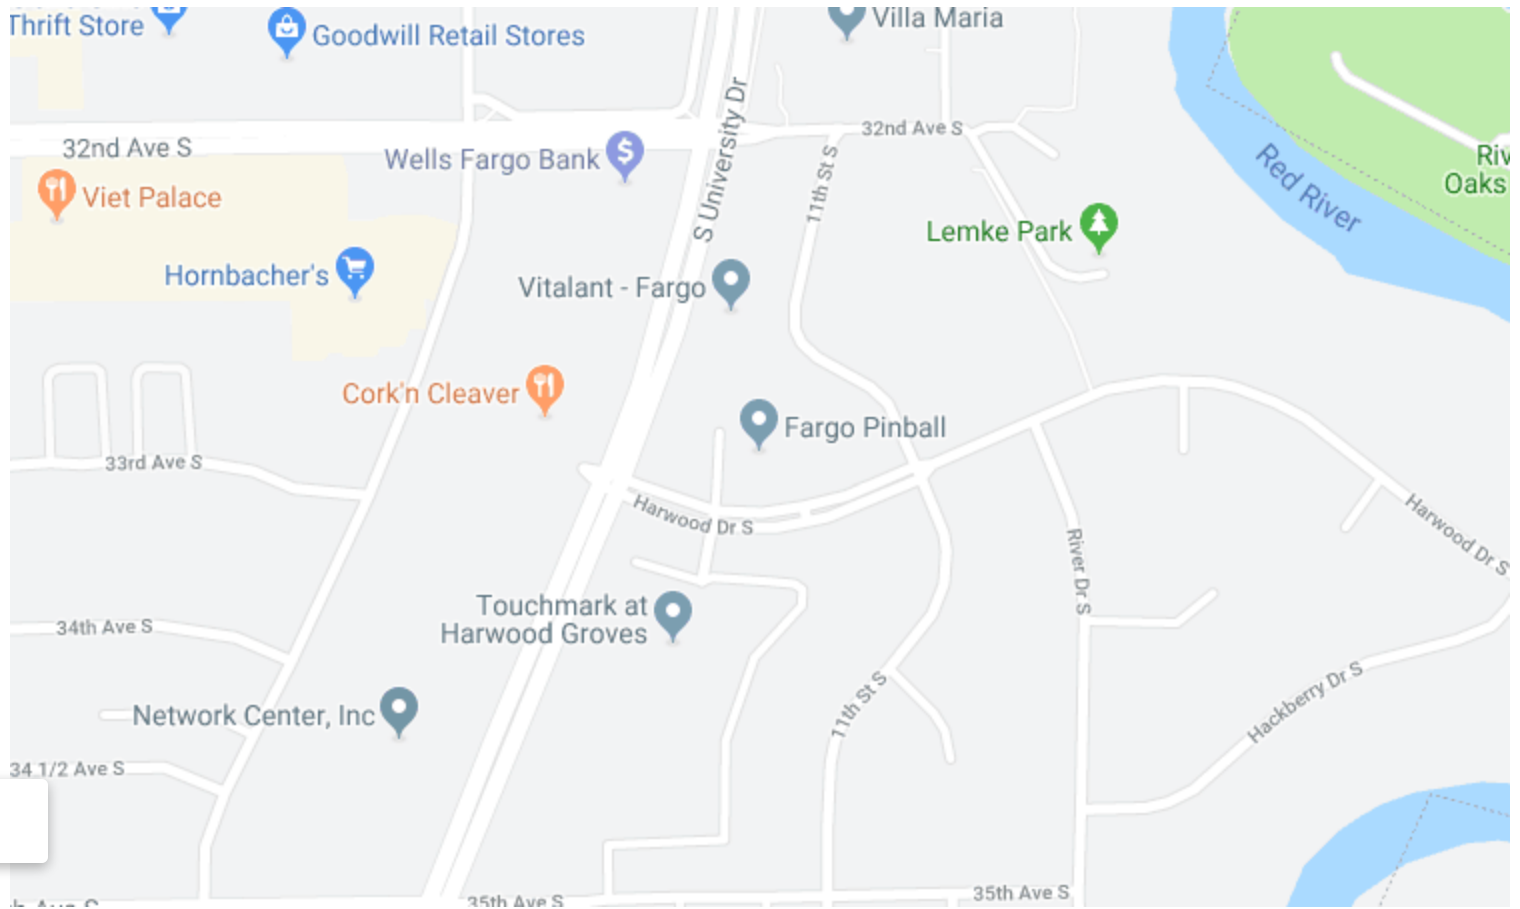 Thrift Store
Goodwill Retail Stores
Villa Maria
32nd Ave S
Wells Fargo Bank
S University Dr
32nd Ave S
11th St S
Red River
Riv
Oaks
Viet Palace
Lemke Park
Hornbacher's
Vitalant - Fargo
Cork'n Cleaver
Fargo Pinball
33rd Ave S
Harwood Dr S
Harwood Dr S
River Dr S
Touchmark at
Harwood Groves
34th Ave S
11th St S
Hackberry Dr S
Network Center, Inc
34 1/2 Ave S
35th Ave S
35th Ave S